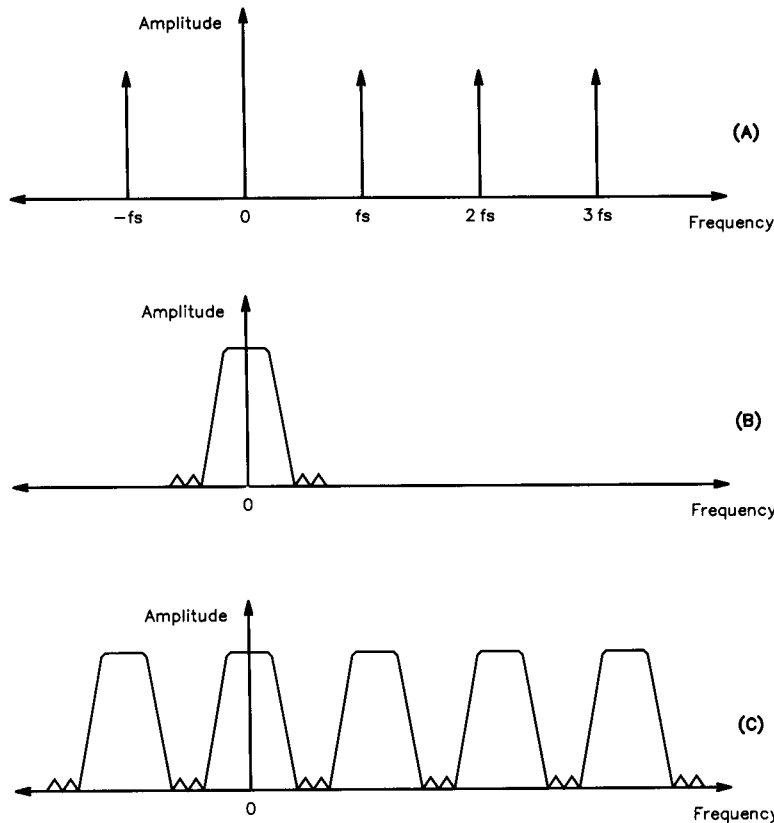 Amplitude
(A)
-fs 0 fs 2 fs 3 fs
Frequency
Amplitude
(B)
0
Frequency
Amplitude
(C)
0
Frequency